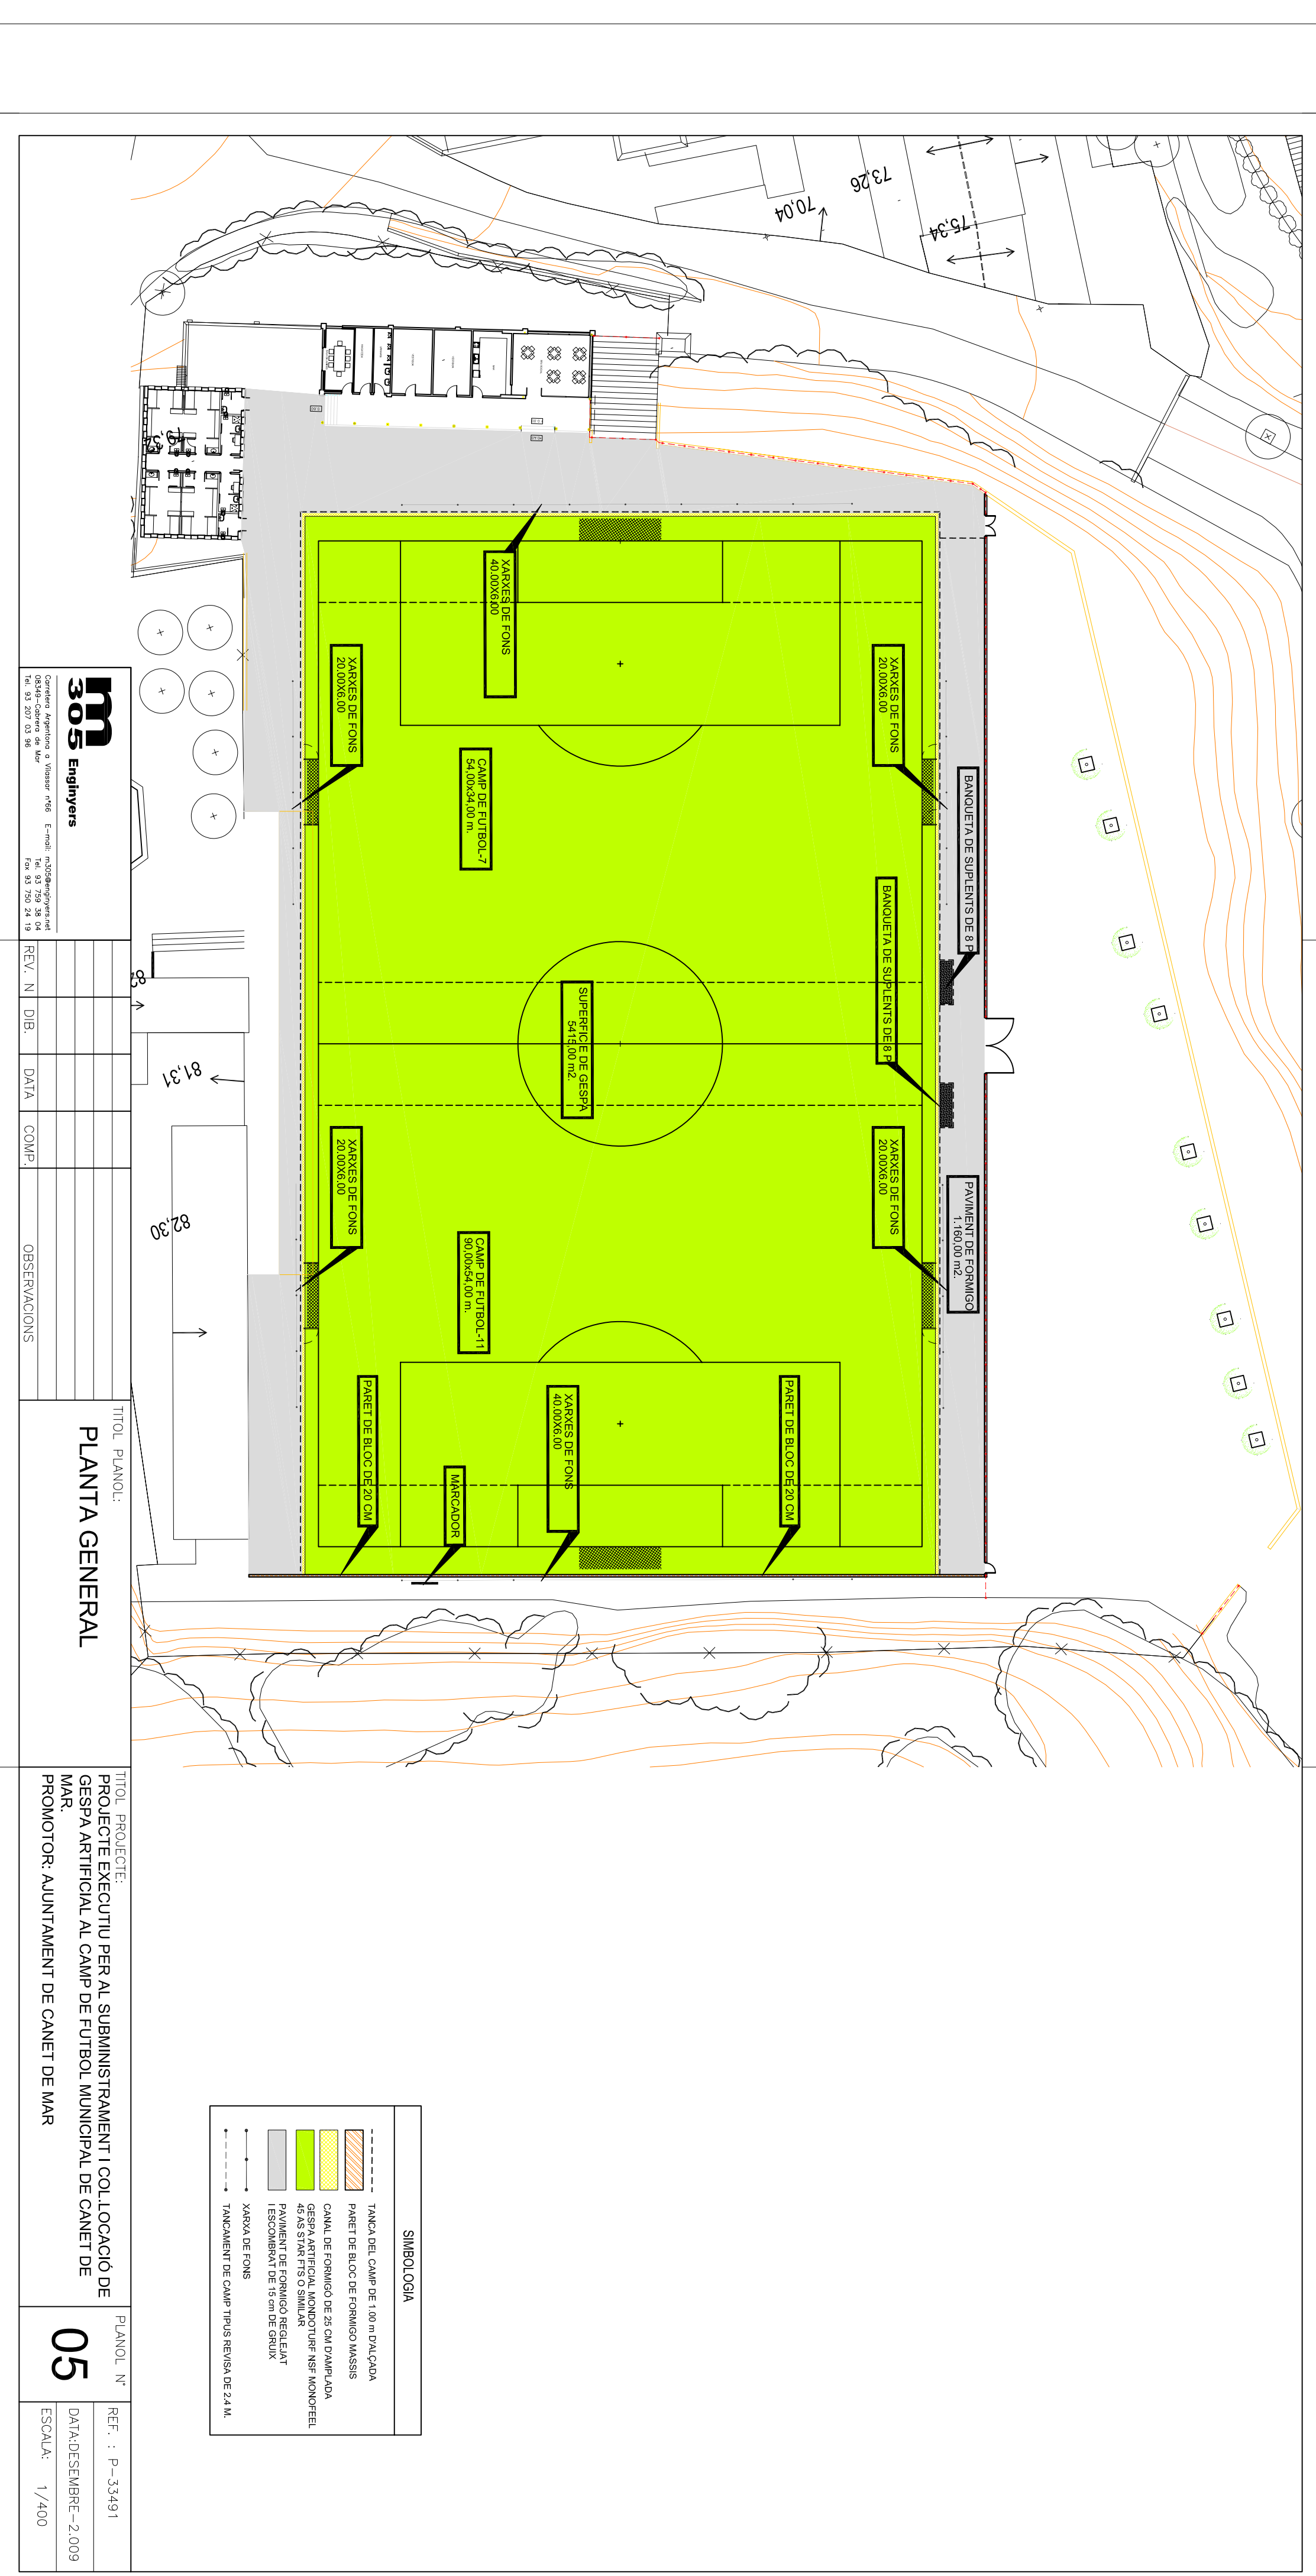 73,26
70,04
75,34
79,32
XARXES DE FONS
40.00X6.00
XARXES DE FONS
20.00X6.00
XARXES DE FONS
20.00X6.00
CAMP DE FUTBOL-7
54,00x34,00 m.
BANQUETA DE SUPLENTS DE 8 P
BANQUETA DE SUPLENTS DE 8 P
SUPERFICIE DE GESPA
5415,00 m2.
81,31
82,30
XARXES DE FONS
20.00X6.00
XARXES DE FONS
20.00X6.00
PAVIMENT DE FORMIGO
1.160,00 m2.
CAMP DE FUTBOL-11
90,00x54,00 m.
PARET DE BLOC DE 20 CM
XARXES DE FONS
40.00X6.00
PARET DE BLOC DE 20 CM
MARCADOR
SIMBOLOGIA
TANCA DEL CAMP DE 1.00 m D'ALÇADA
PARET DE BLOC DE FORMIGO MASSIS
CANAL DE FORMIGÓ DE 25 CM D'AMPLADA
GESPA ARTIFICIAL MONDOTURF NSF MONOFEEL
45 AS STAR FTS O SIMILAR
PAVIMENT DE FORMIGÓ REGLEJAT
I ESCOMBRAT DE 15 cm DE GRUIX
XARXA DE FONS
TANCAMENT DE CAMP TIPUS REVISA DE 2.4 M.
m
305 Enginyers
Carretera Argentona a Vilassar nº66 E-mail: m305@enginyers.net
08349-Cabrera de Mar Tel. 93 759 38 04
Tel. 93 207 03 96 Fax 93 750 24 19
REV. N DIB. DATA COMP. OBSERVACIONS
TITOL PLANOL:
PLANTA GENERAL
TITOL PROJECTE:
PROJECTE EXECUTIU PER AL SUBMINISTRAMENT I COL.LOCACIÓ DE
GESPA ARTIFICIAL AL CAMP DE FUTBOL MUNICIPAL DE CANET DE
MAR.
PROMOTOR: AJUNTAMENT DE CANET DE MAR
PLANOL N°
05
REF. : P-33491
DATA:DESEMBRE-2.009
ESCALA: 1/400